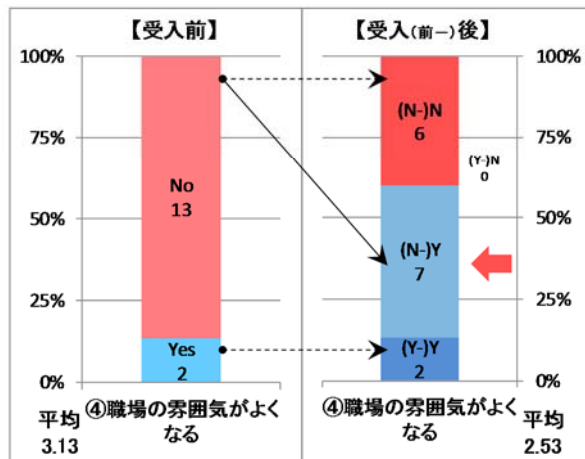 【受入前】
100%
75%
50%
25%
0%
No
13
Yes
2
④職場の雰囲気がよく
なる
平均
3.13
【受入(前ー)後】
(N-)N
6
(Y-)N
0
(N-)Y
7
(Y-)Y
2
100%
75%
50%
25%
0%
④職場の雰囲気がよく
なる
平均
2.53